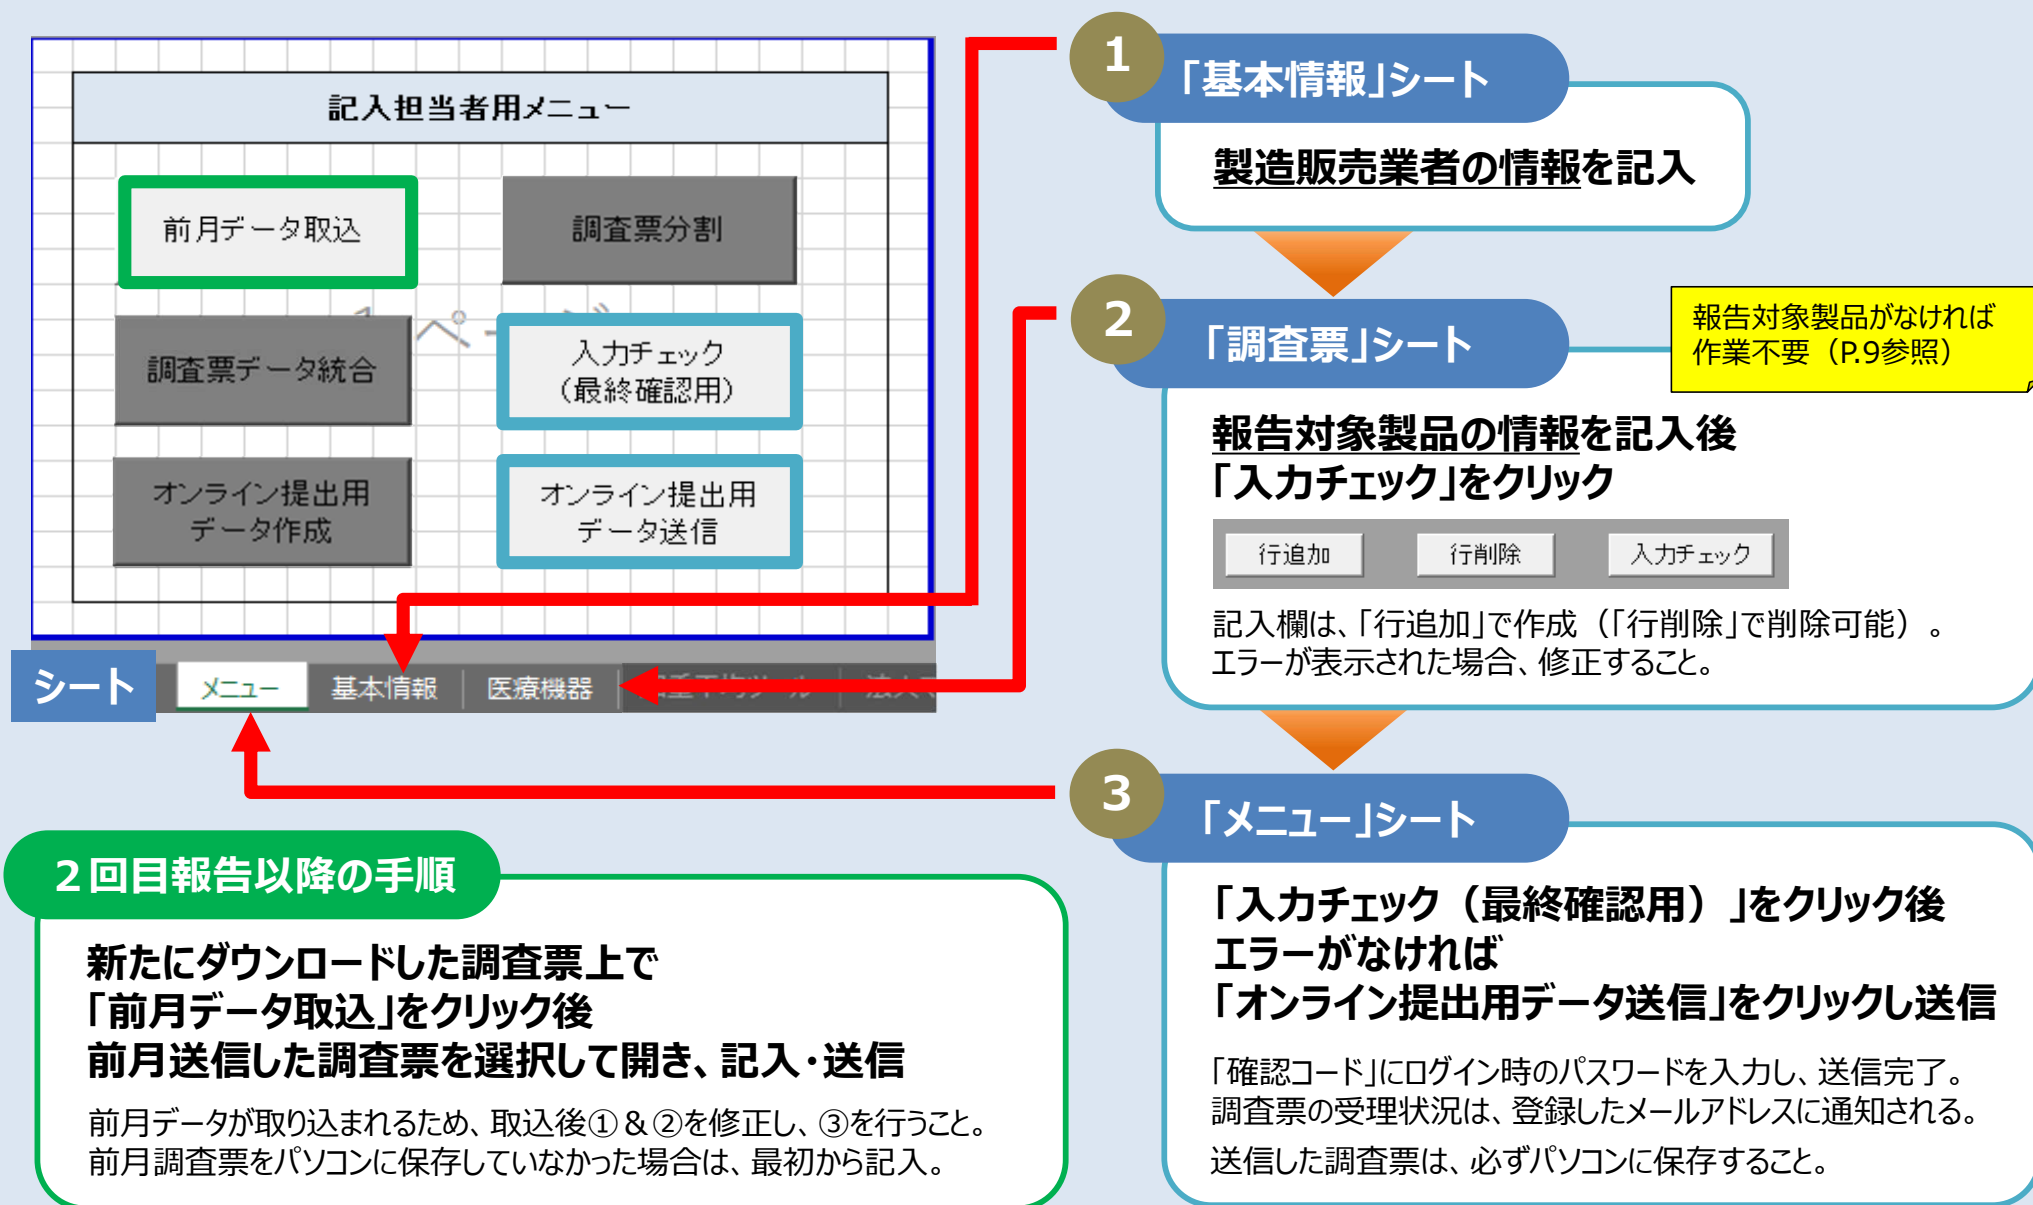 記入担当者用メニュー
前月データ取込
調査票分割
調査票データ統合
入力チェック
（最終確認用）
オンライン提出用
データ作成
オンライン提出用
データ送信
シート
メニュー
基本情報
医療機器
1
「基本情報」シート
製造販売業者の情報を記入
2
「調査票」シート
報告対象製品がなければ
作業不要（P.9参照）
報告対象製品の情報を記入後
「入力チェック」をクリック
行追加
行削除
入力チェック
記入欄は、「行追加」で作成（「行削除」で削除可能）。
エラーが表示された場合、修正すること。
3
「メニュー」シート
「入力チェック（最終確認用）」をクリック後
エラーがなければ
「オンライン提出用データ送信」をクリックし送信
「確認コード」にログイン時のパスワードを入力し、送信完了。
調査票の受理状況は、登録したメールアドレスに通知される。
送信した調査票は、必ずパソコンに保存すること。
２回目報告以降の手順
新たにダウンロードした調査票上で
「前月データ取込」をクリック後
前月送信した調査票を選択して開き、記入・送信
前月データが取り込まれるため、取込後①＆②を修正し、③を行うこと。
前月調査票をパソコンに保存していなかった場合は、最初から記入。